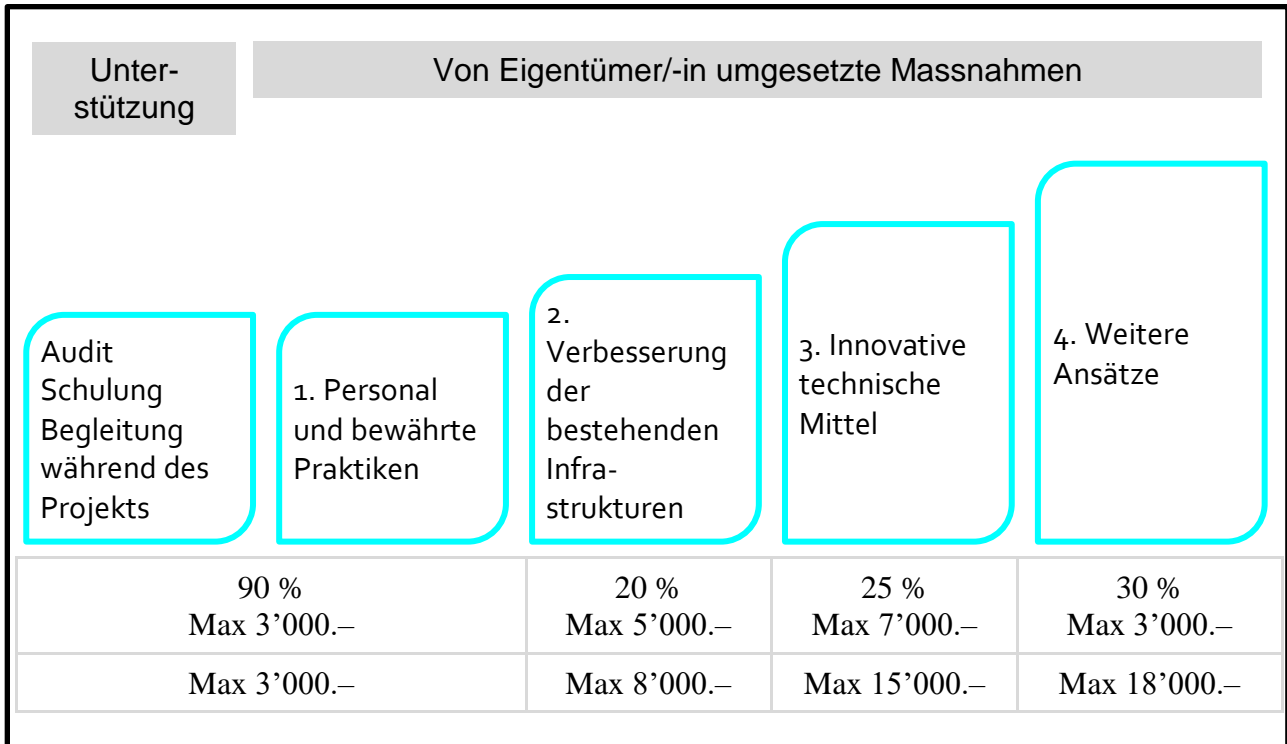 Unter-
stützung
Von Eigentümer/-in umgesetzte Massnahmen
Audit
Schulung
Begleitung
während des
Projekts
1. Personal
und bewährte
Praktiken
2.
Verbesserung
der
bestehenden
Infra-
strukturen
3. Innovative
technische
Mittel
4. Weitere
Ansätze
90 %
Max 3’000.–
20 %
Max 5’000.–
25 %
Max 7’000.–
30 %
Max 3’000.–
Max 3’000.–
Max 8’000.–
Max 15’000.–
Max 18’000.–